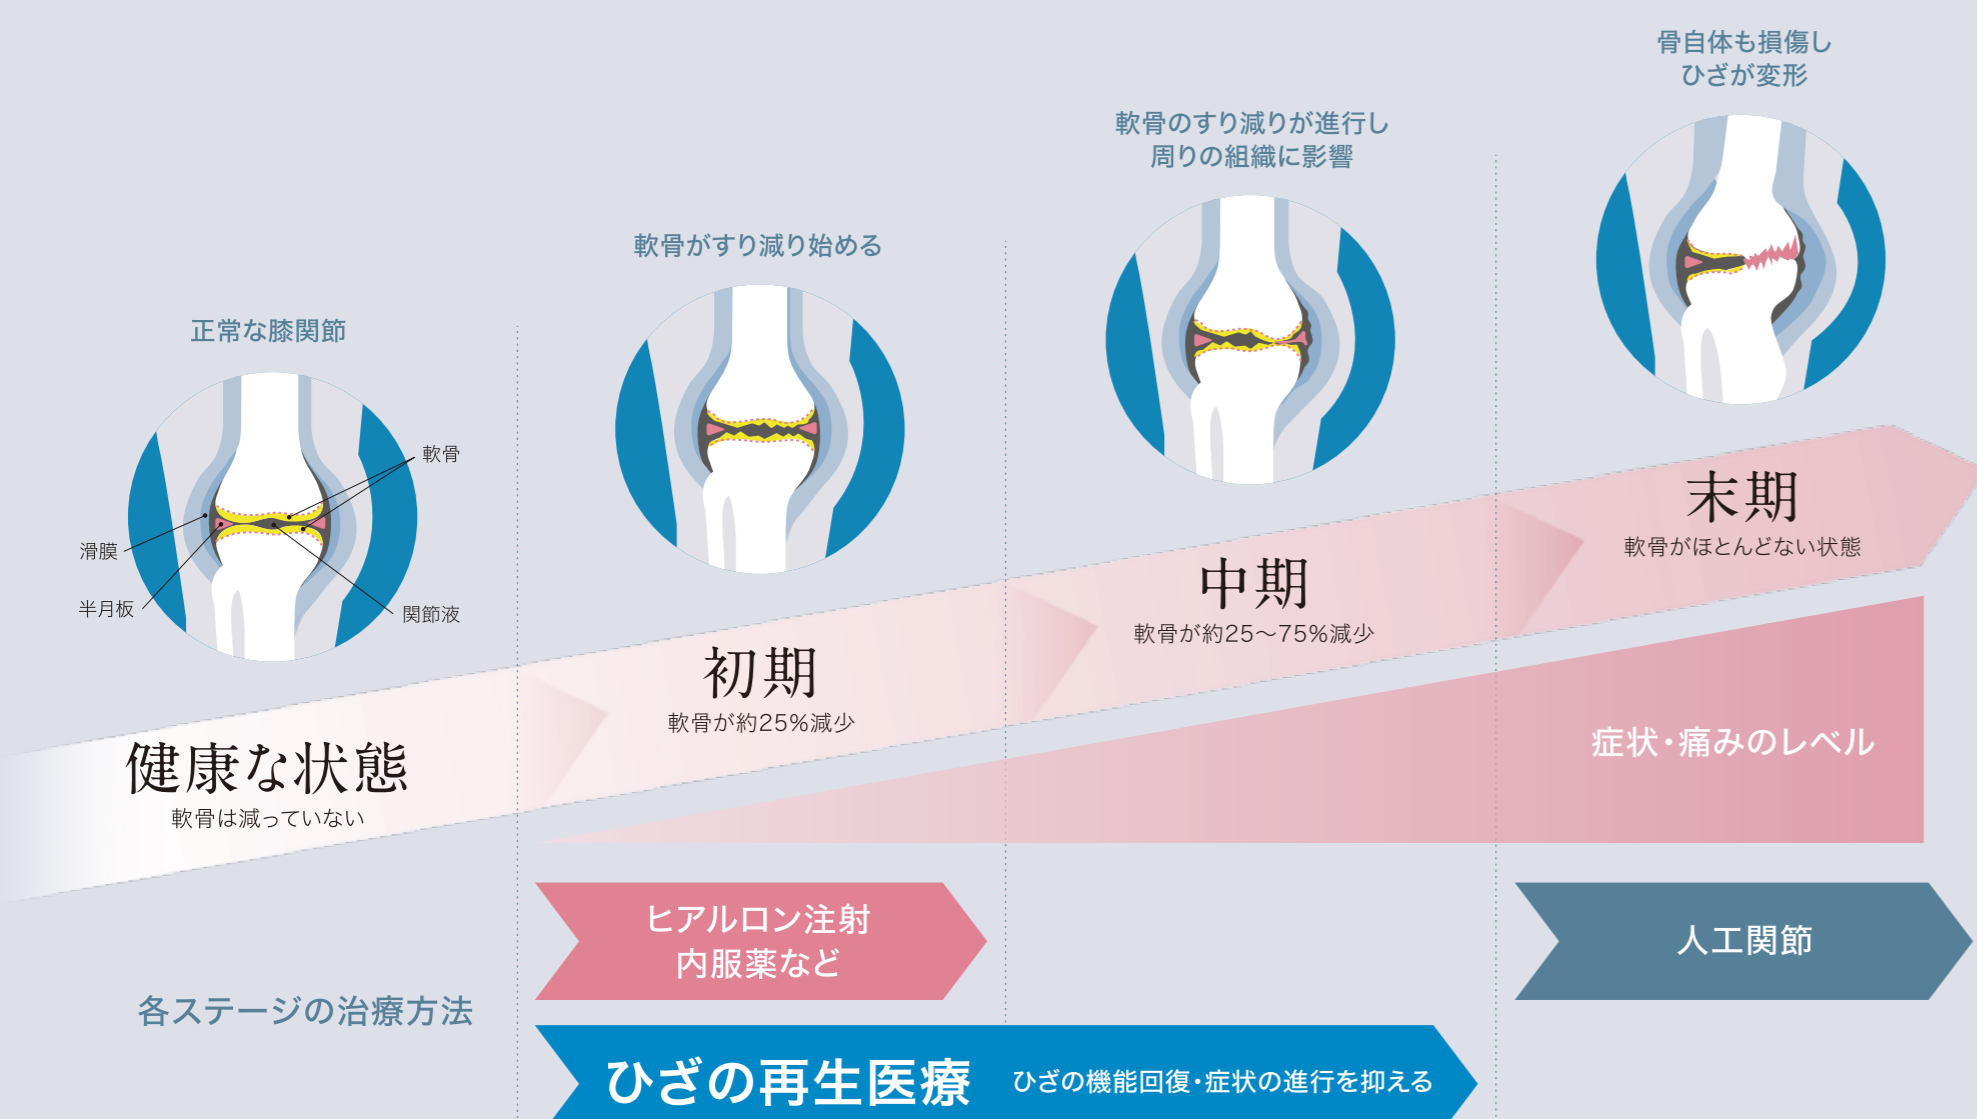 骨自体も損傷し
ひざが変形
軟骨のすり減りが進行し
周りの組織に影響
軟骨がすり減り始める
正常な膝関節
軟骨
滑膜
半月板
関節液
末期
軟骨がほとんどない状態
中期
軟骨が約25～75%減少
初期
軟骨が約25%減少
健康な状態
軟骨は減っていない
症状・痛みのレベル
ヒアルロン注射
内服薬など
人工関節
各ステージの治療方法
ひざの再生医療 ひざの機能回復・症状の進行を抑える